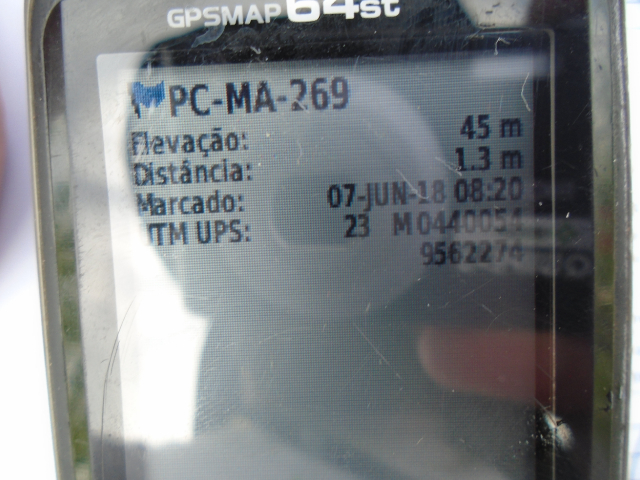 GPSMAP 64st
PC-MA-269
Elevação: 45 m
Distância: 1.3 m
Marcado: 07-JUN-18 08:20
UTM UPS: 23 M 0440054
9562274